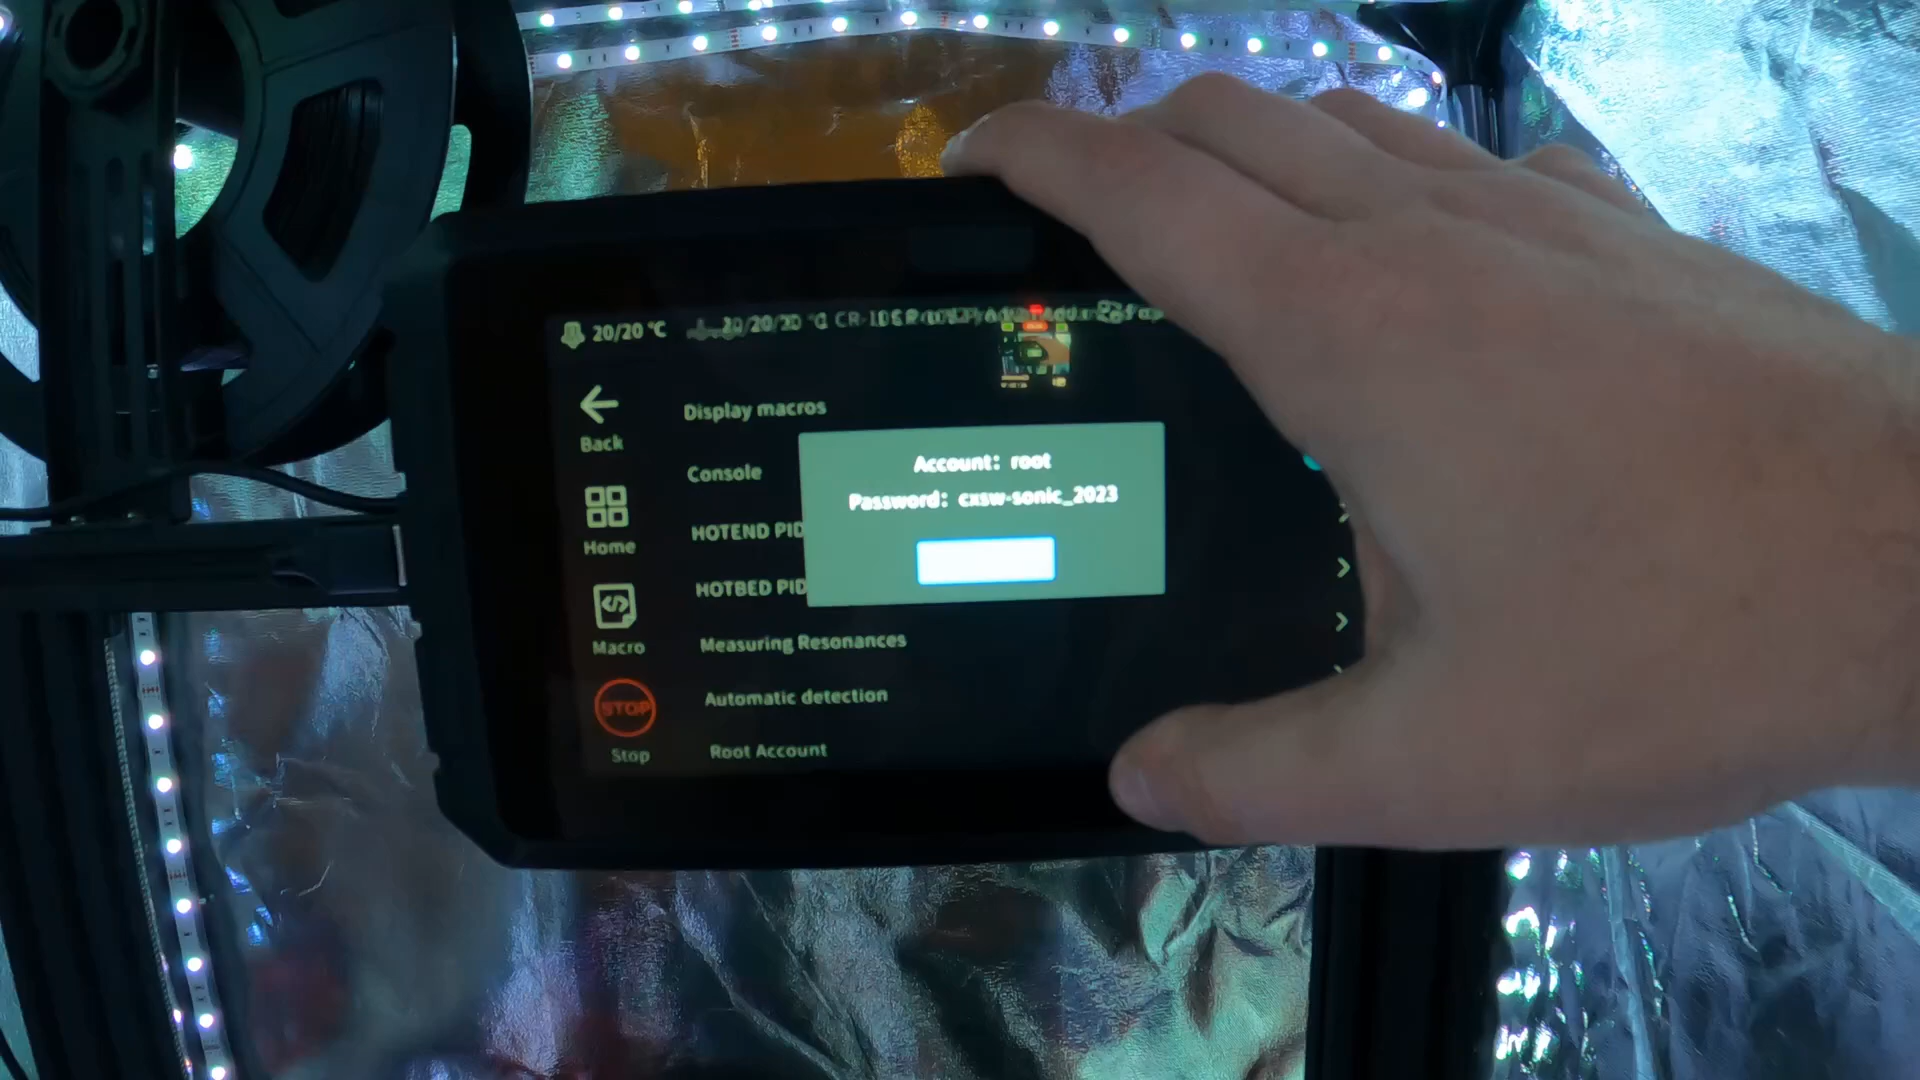 20/20 °C
Back
Home
Macro
STOP
Stop
Display macros
Console
HOTEND PID
HOTBED PID
Measuring Resonances
Automatic detection
Root Account
Account: root
Password: cxsw-sonic_2023